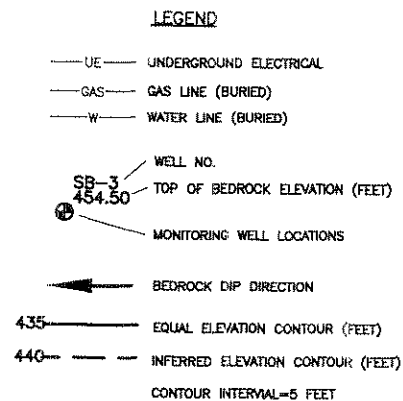 LEGEND
UE UNDERGROUND ELECTRICAL
GAS GAS LINE (BURIED)
W WATER LINE (BURIED)
WELL NO.
SB-3
454.50 TOP OF BEDROCK ELEVATION (FEET)
MONITORING WELL LOCATIONS
BEDROCK DIP DIRECTION
435 EQUAL ELEVATION CONTOUR (FEET)
440 INFERRED ELEVATION CONTOUR (FEET)
CONTOUR INTERVAL=5 FEET